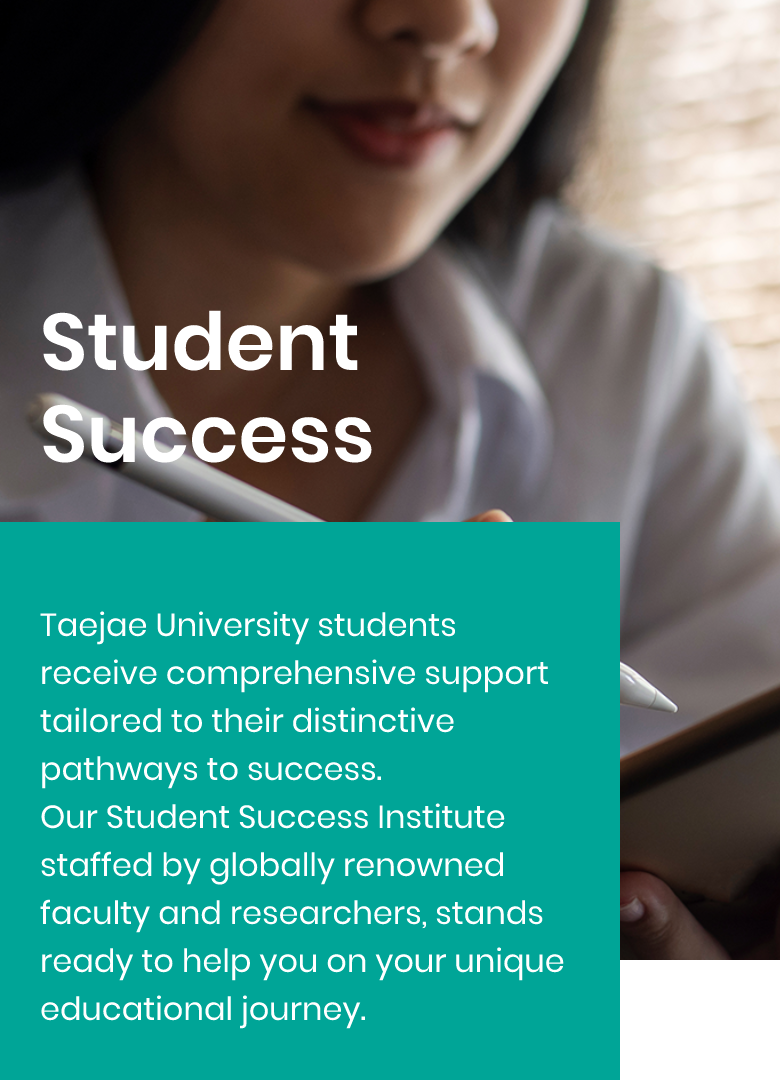 Student
Success
Taejae University students
receive comprehensive support
tailored to their distinctive
pathways to success.
Our Student Success Institute
staffed by globally renowned
faculty and researchers, stands
ready to help you on your unique
educational journey.